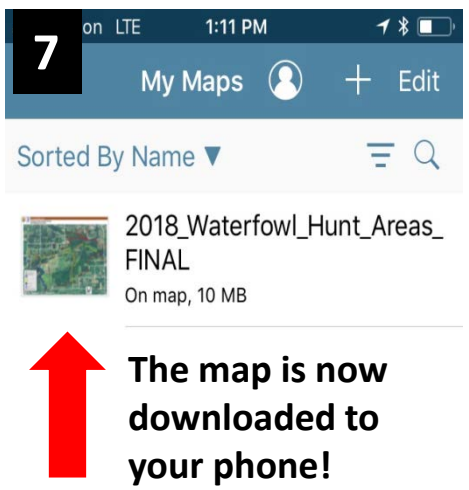 7
on LTE 1:11 PM
My Maps + Edit
Sorted By Name ▼
2018_Waterfowl_Hunt_Areas_
FINAL
On map, 10 MB
The map is now
downloaded to
your phone!